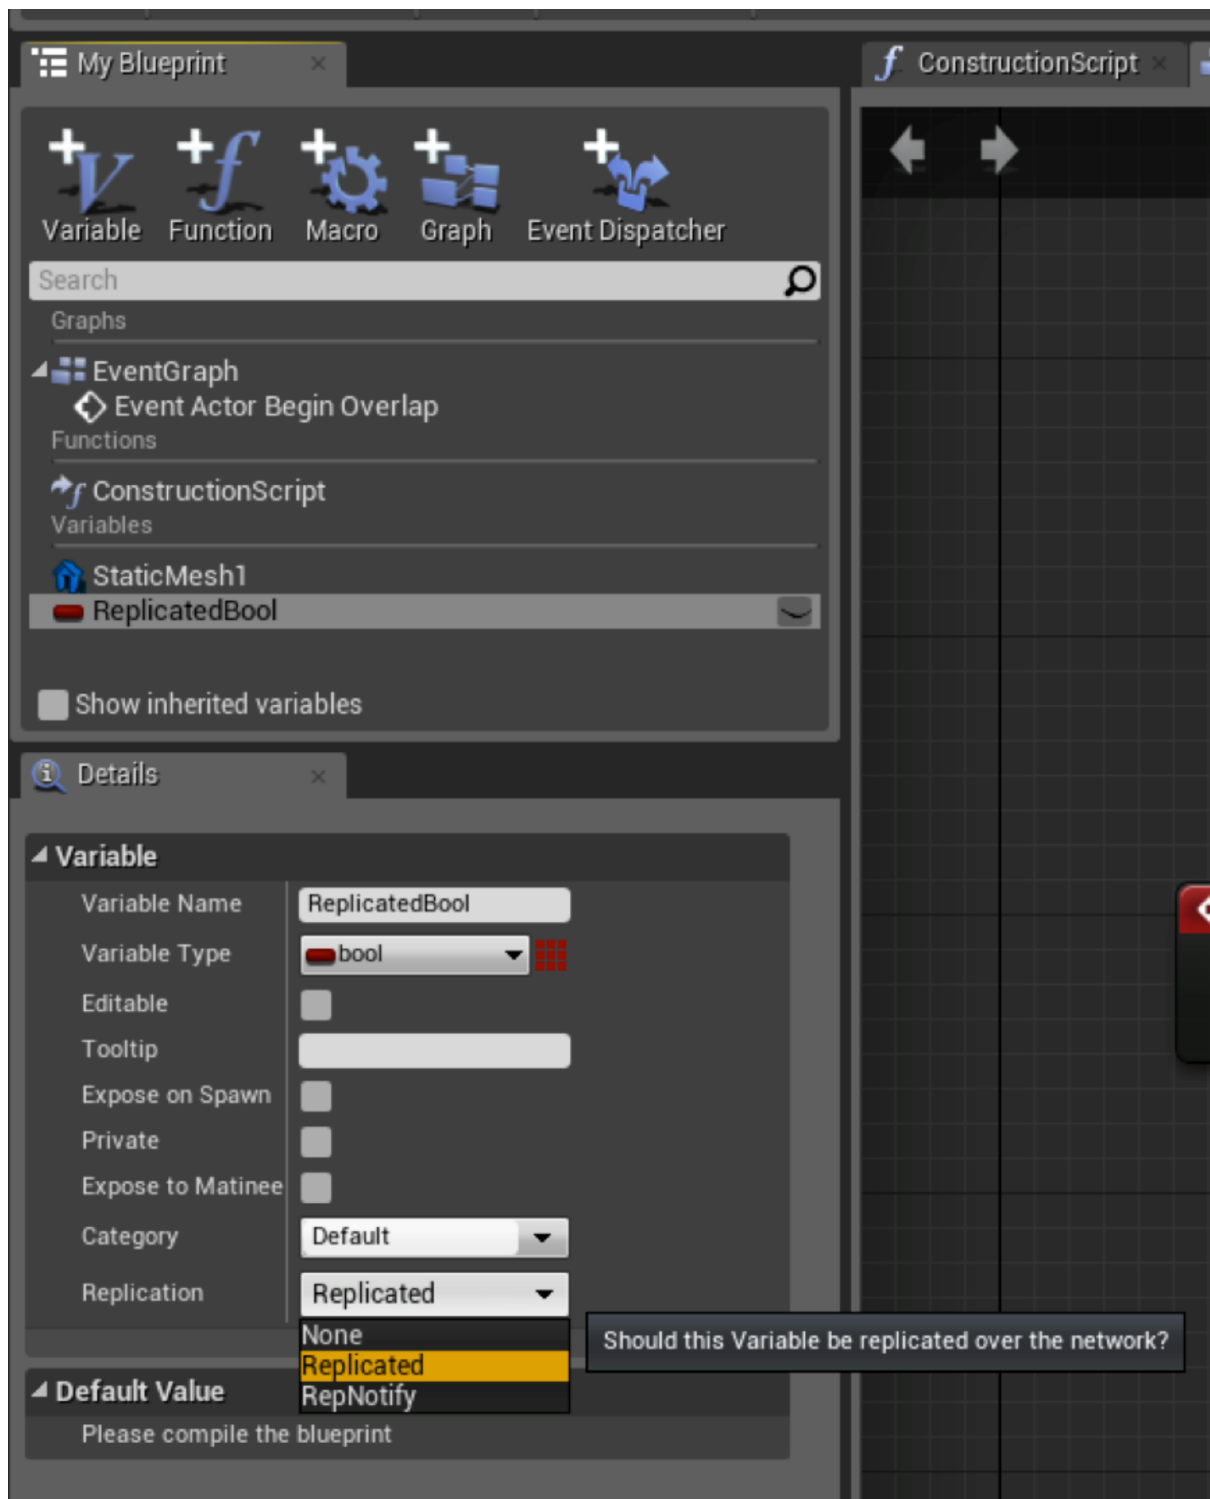 My Blueprint
ConstructionScript
Variable Function Macro Graph Event Dispatcher
Search
Graphs
EventGraph
Event Actor Begin Overlap
Functions
ConstructionScript
Variables
StaticMesh1
ReplicatedBool
Show inherited variables
Details
Variable
Variable Name ReplicatedBool
Variable Type bool
Editable
Tooltip
Expose on Spawn
Private
Expose to Matinee
Category Default
Replication Replicated
None
Replicated
RepNotify
Should this Variable be replicated over the network?
Default Value
Please compile the blueprint